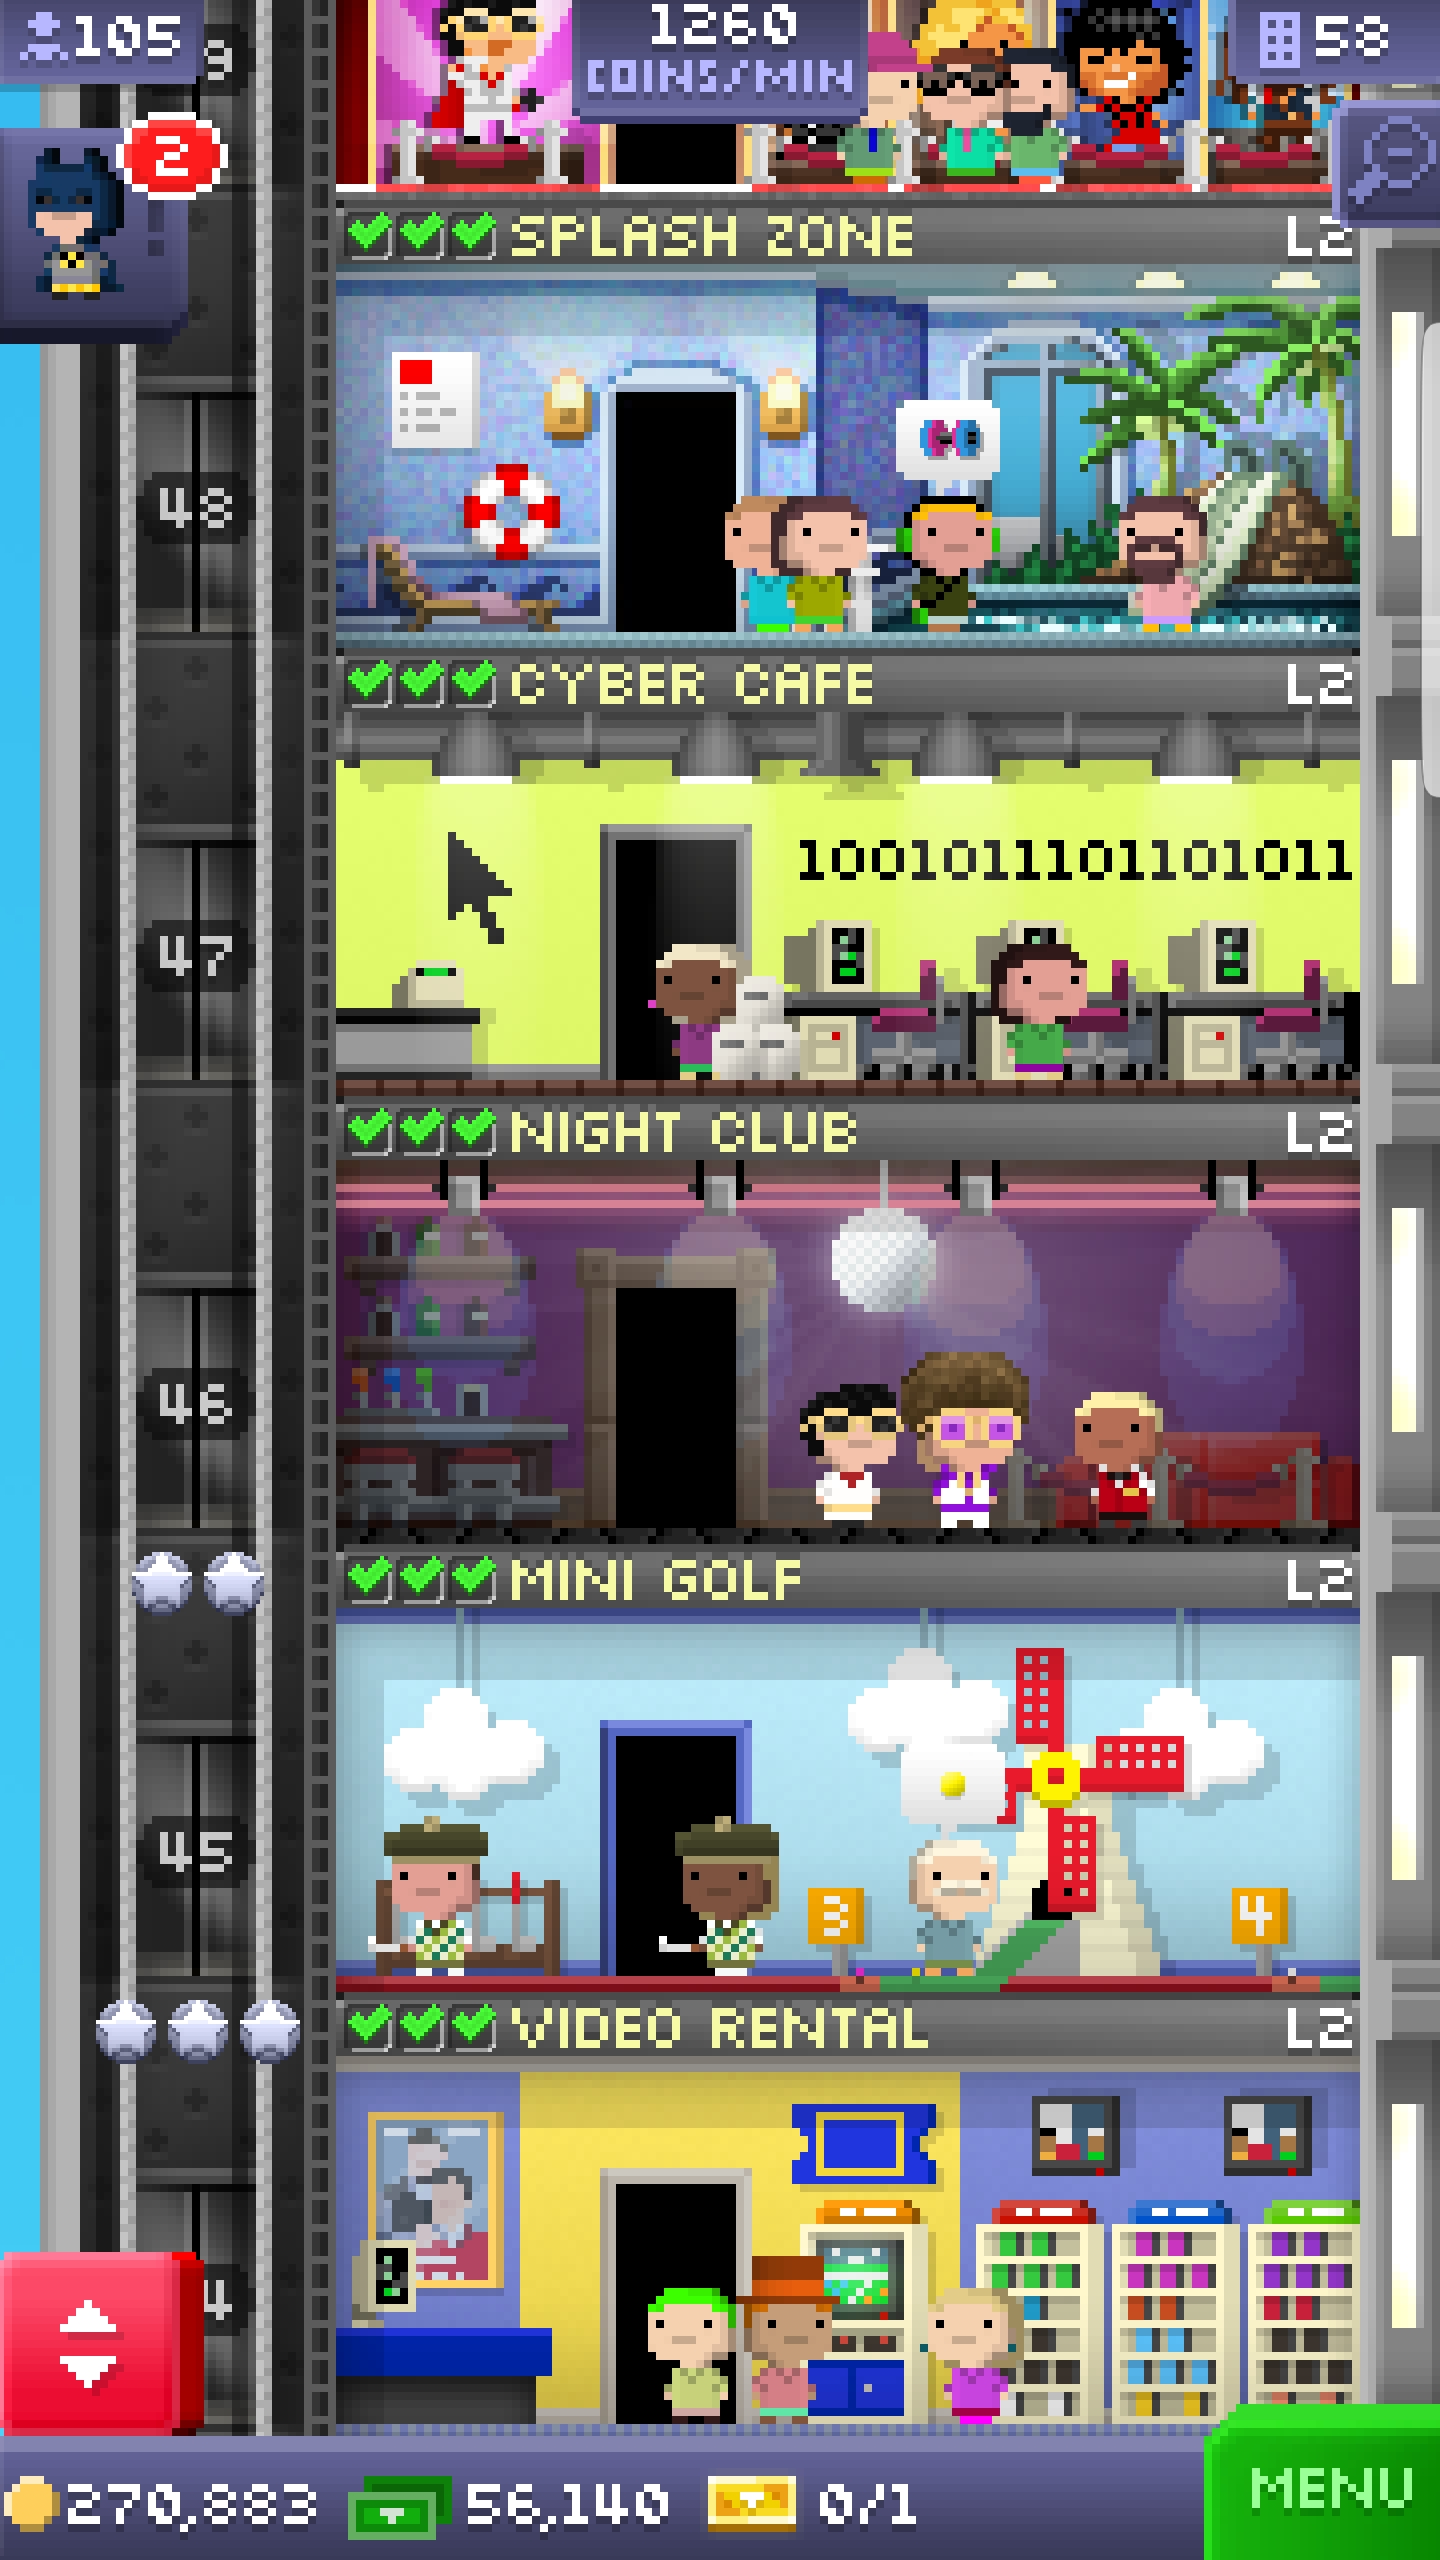 105
1260
COINS/MIN
58
2
SPLASH ZONE L2
48
CYBER CAFE L2
47
1001011101101011
NIGHT CLUB L2
46
MINI GOLF L2
45
3
4
VIDEO RENTAL L2
4
270,883
56,140
0/1
MENU